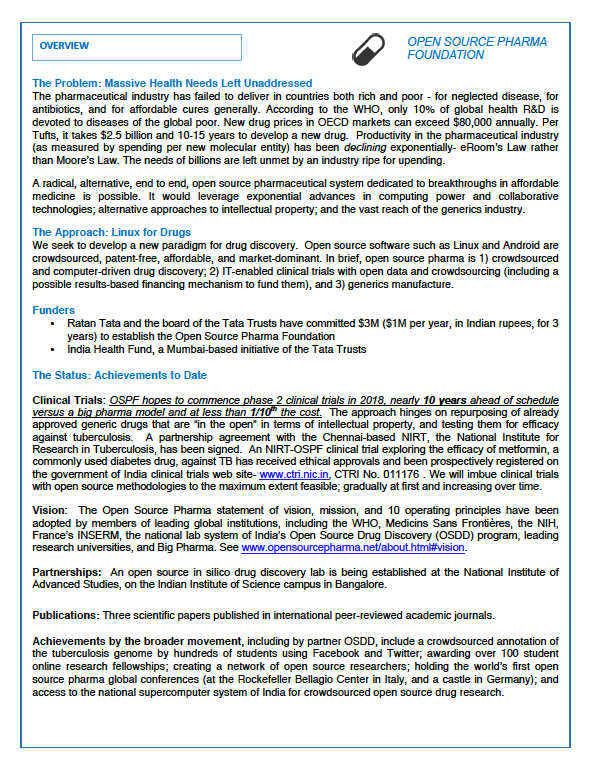 OVERVIEW
OPEN SOURCE PHARMA
FOUNDATION
The Problem: Massive Health Needs Left Unaddressed
The pharmaceutical industry has failed to deliver in countries both rich and poor - for neglected disease, for
antibiotics, and for affordable cures generally. According to the WHO, only 10% of global health R&D is
devoted to diseases of the global poor. New drug prices in OECD markets can exceed $80,000 annually. Per
Tufts, it takes $2.5 billion and 10-15 years to develop a new drug. Productivity in the pharmaceutical industry
(as measured by spending per new molecular entity) has been declining exponentially- eRoom's Law rather
than Moore's Law. The needs of billions are left unmet by an industry ripe for upending.
A radical, alternative, end to end, open source pharmaceutical system dedicated to breakthroughs in affordable
medicine is possible. It would leverage exponential advances in computing power and collaborative
technologies; alternative approaches to intellectual property; and the vast reach of the generics industry.
The Approach: Linux for Drugs
We seek to develop a new paradigm for drug discovery. Open source software such as Linux and Android are
crowdsourced, patent-free, affordable, and market-dominant. In brief, open source pharma is 1) crowdsourced
and computer-driven drug discovery; 2) IT-enabled clinical trials with open data and crowdsourcing (including a
possible results-based financing mechanism to fund them), and 3) generics manufacture.
Funders
• Ratan Tata and the board of the Tata Trusts have committed $3M ($1M per year, in Indian rupees, for 3
years) to establish the Open Source Pharma Foundation
• India Health Fund, a Mumbai-based initiative of the Tata Trusts
The Status: Achievements to Date
Clinical Trials: OSPF hopes to commence phase 2 clinical trials in 2018, nearly 10 years ahead of schedule
versus a big pharma model and at less than 1/10th the cost. The approach hinges on repurposing of already
approved generic drugs that are "in the open" in terms of intellectual property, and testing them for efficacy
against tuberculosis. A partnership agreement with the Chennai-based NIRT, the National Institute for
Research in Tuberculosis, has been signed. An NIRT-OSPF clinical trial exploring the efficacy of metformin, a
commonly used diabetes drug, against TB has received ethical approvals and been prospectively registered on
the government of India clinical trials web site- www.ctri.nic.in, CTRI No. 011176 . We will imbue clinical trials
with open source methodologies to the maximum extent feasible; gradually at first and increasing over time.
Vision: The Open Source Pharma statement of vision, mission, and 10 operating principles have been
adopted by members of leading global institutions, including the WHO, Medicins Sans Frontières, the NIH,
France's INSERM, the national lab system of India's Open Source Drug Discovery (OSDD) program, leading
research universities, and Big Pharma. See www.opensourcepharma.net/about.html#vision.
Partnerships: An open source in silico drug discovery lab is being established at the National Institute of
Advanced Studies, on the Indian Institute of Science campus in Bangalore.
Publications: Three scientific papers published in international peer-reviewed academic journals.
Achievements by the broader movement, including by partner OSDD, include a crowdsourced annotation of
the tuberculosis genome by hundreds of students using Facebook and Twitter; awarding over 100 student
online research fellowships; creating a network of open source researchers; holding the world's first open
source pharma global conferences (at the Rockefeller Bellagio Center in Italy, and a castle in Germany); and
access to the national supercomputer system of India for crowdsourced open source drug research.